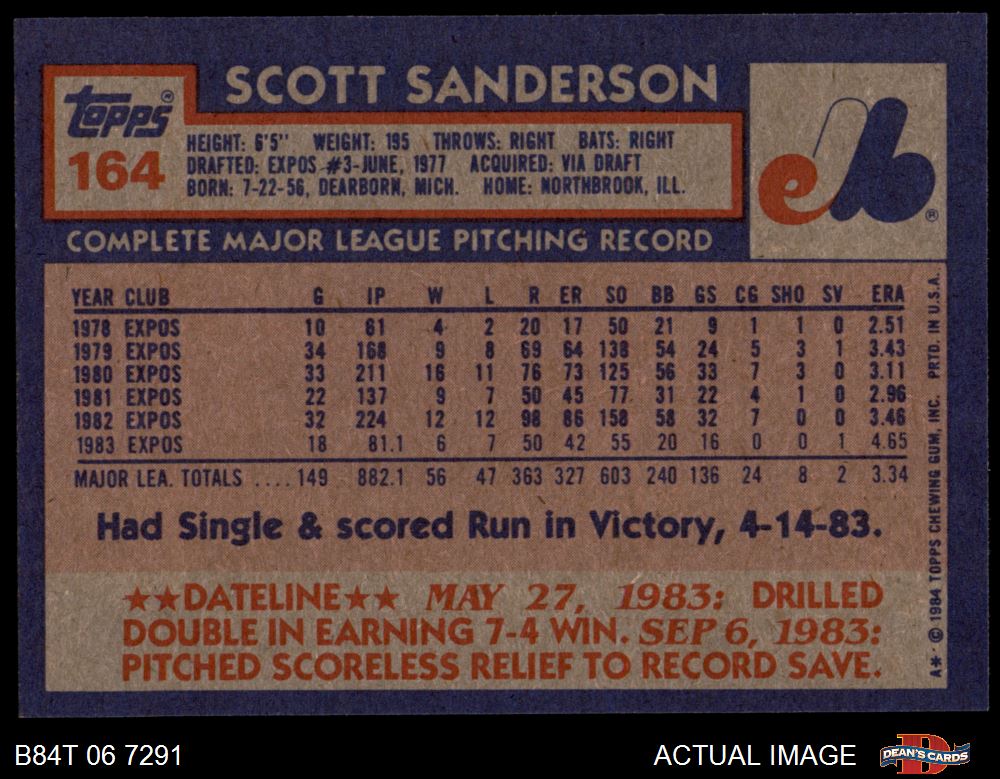 SCOTT SANDERSON
Topps®
164
HEIGHT: 6'5'' WEIGHT: 195 THROWS: RIGHT BATS: RIGHT
DRAFTED: EXPOS #3-JUNE, 1977 ACQUIRED: VIA DRAFT
BORN: 7-22-56, DEARBORN, MICH. HOME: NORTHBROOK, ILL.
eb®
COMPLETE MAJOR LEAGUE PITCHING RECORD
YEAR CLUB G IP W L R ER SO BB GS CG SHO SV ERA
1978 EXPOS 10 61 4 2 20 17 50 21 9 1 1 0 2.51
1979 EXPOS 34 168 9 8 69 64 138 54 24 5 3 1 3.43
1980 EXPOS 33 211 16 11 76 73 125 56 33 7 3 0 3.11
1981 EXPOS 22 137 9 7 50 45 77 31 22 4 1 0 2.96
1982 EXPOS 32 224 12 12 98 86 158 58 32 7 0 0 3.46
1983 EXPOS 18 81.1 6 7 50 42 55 20 16 0 0 1 4.65
MAJOR LEA. TOTALS ....149 882.1 56 47 363 327 603 240 136 24 8 2 3.34
Had Single & scored Run in Victory, 4-14-83.
★★DATELINE★★ MAY 27, 1983: DRILLED
DOUBLE IN EARNING 7-4 WIN. SEP 6, 1983:
PITCHED SCORELESS RELIEF TO RECORD SAVE.
A*· © 1984 TOPPS CHEWING GUM, INC. PRTD. IN U.S.A.
B84T 06 7291
ACTUAL IMAGE
D
DEAN'S CARDS